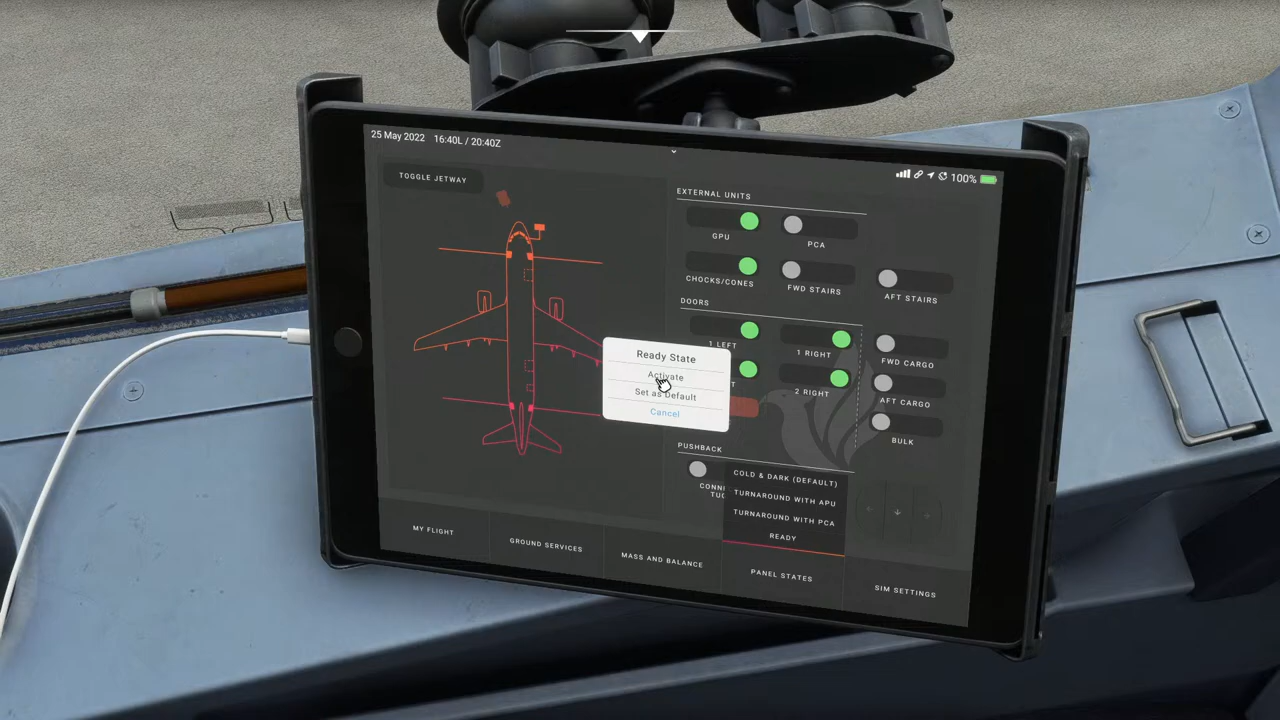 25 May 2022 16:40L / 20:40Z
100%
TOGGLE JETWAY
EXTERNAL UNITS
GPU
PCA
CHOCKS/CONES
FWD STAIRS
AFT STAIRS
DOORS
1 LEFT
1 RIGHT
FWD CARGO
T
2 RIGHT
AFT CARGO
BULK
Ready State
Activate
Set as Default
Cancel
PUSHBACK
CONN
TUG
COLD & DARK (DEFAULT)
TURNAROUND WITH APU
TURNAROUND WITH PCA
READY
MY FLIGHT
GROUND SERVICES
MASS AND BALANCE
PANEL STATES
SIM SETTINGS